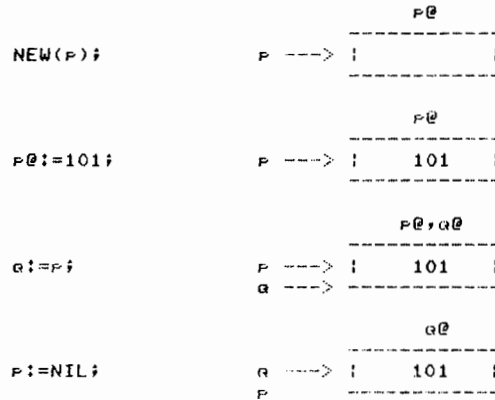 P@
NEW(P); P ---> ¦ ¦
P@
P@:=101; P ---> ¦ 101 ¦
P@,Q@
Q:=P; P ---> ¦ 101 ¦
Q --->
Q@
P:=NIL; Q ---> ¦ 101 ¦
P